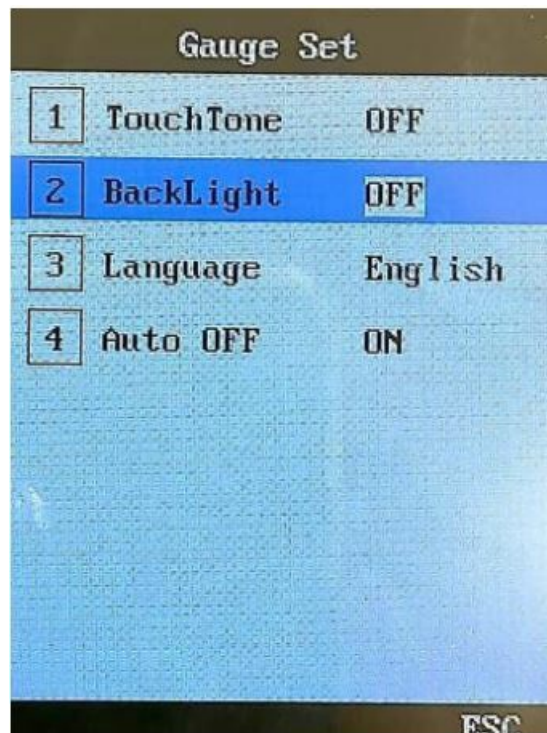 Gauge Set
1 TouchTone OFF
2 BackLight OFF
3 Language English
4 Auto OFF ON
ESC